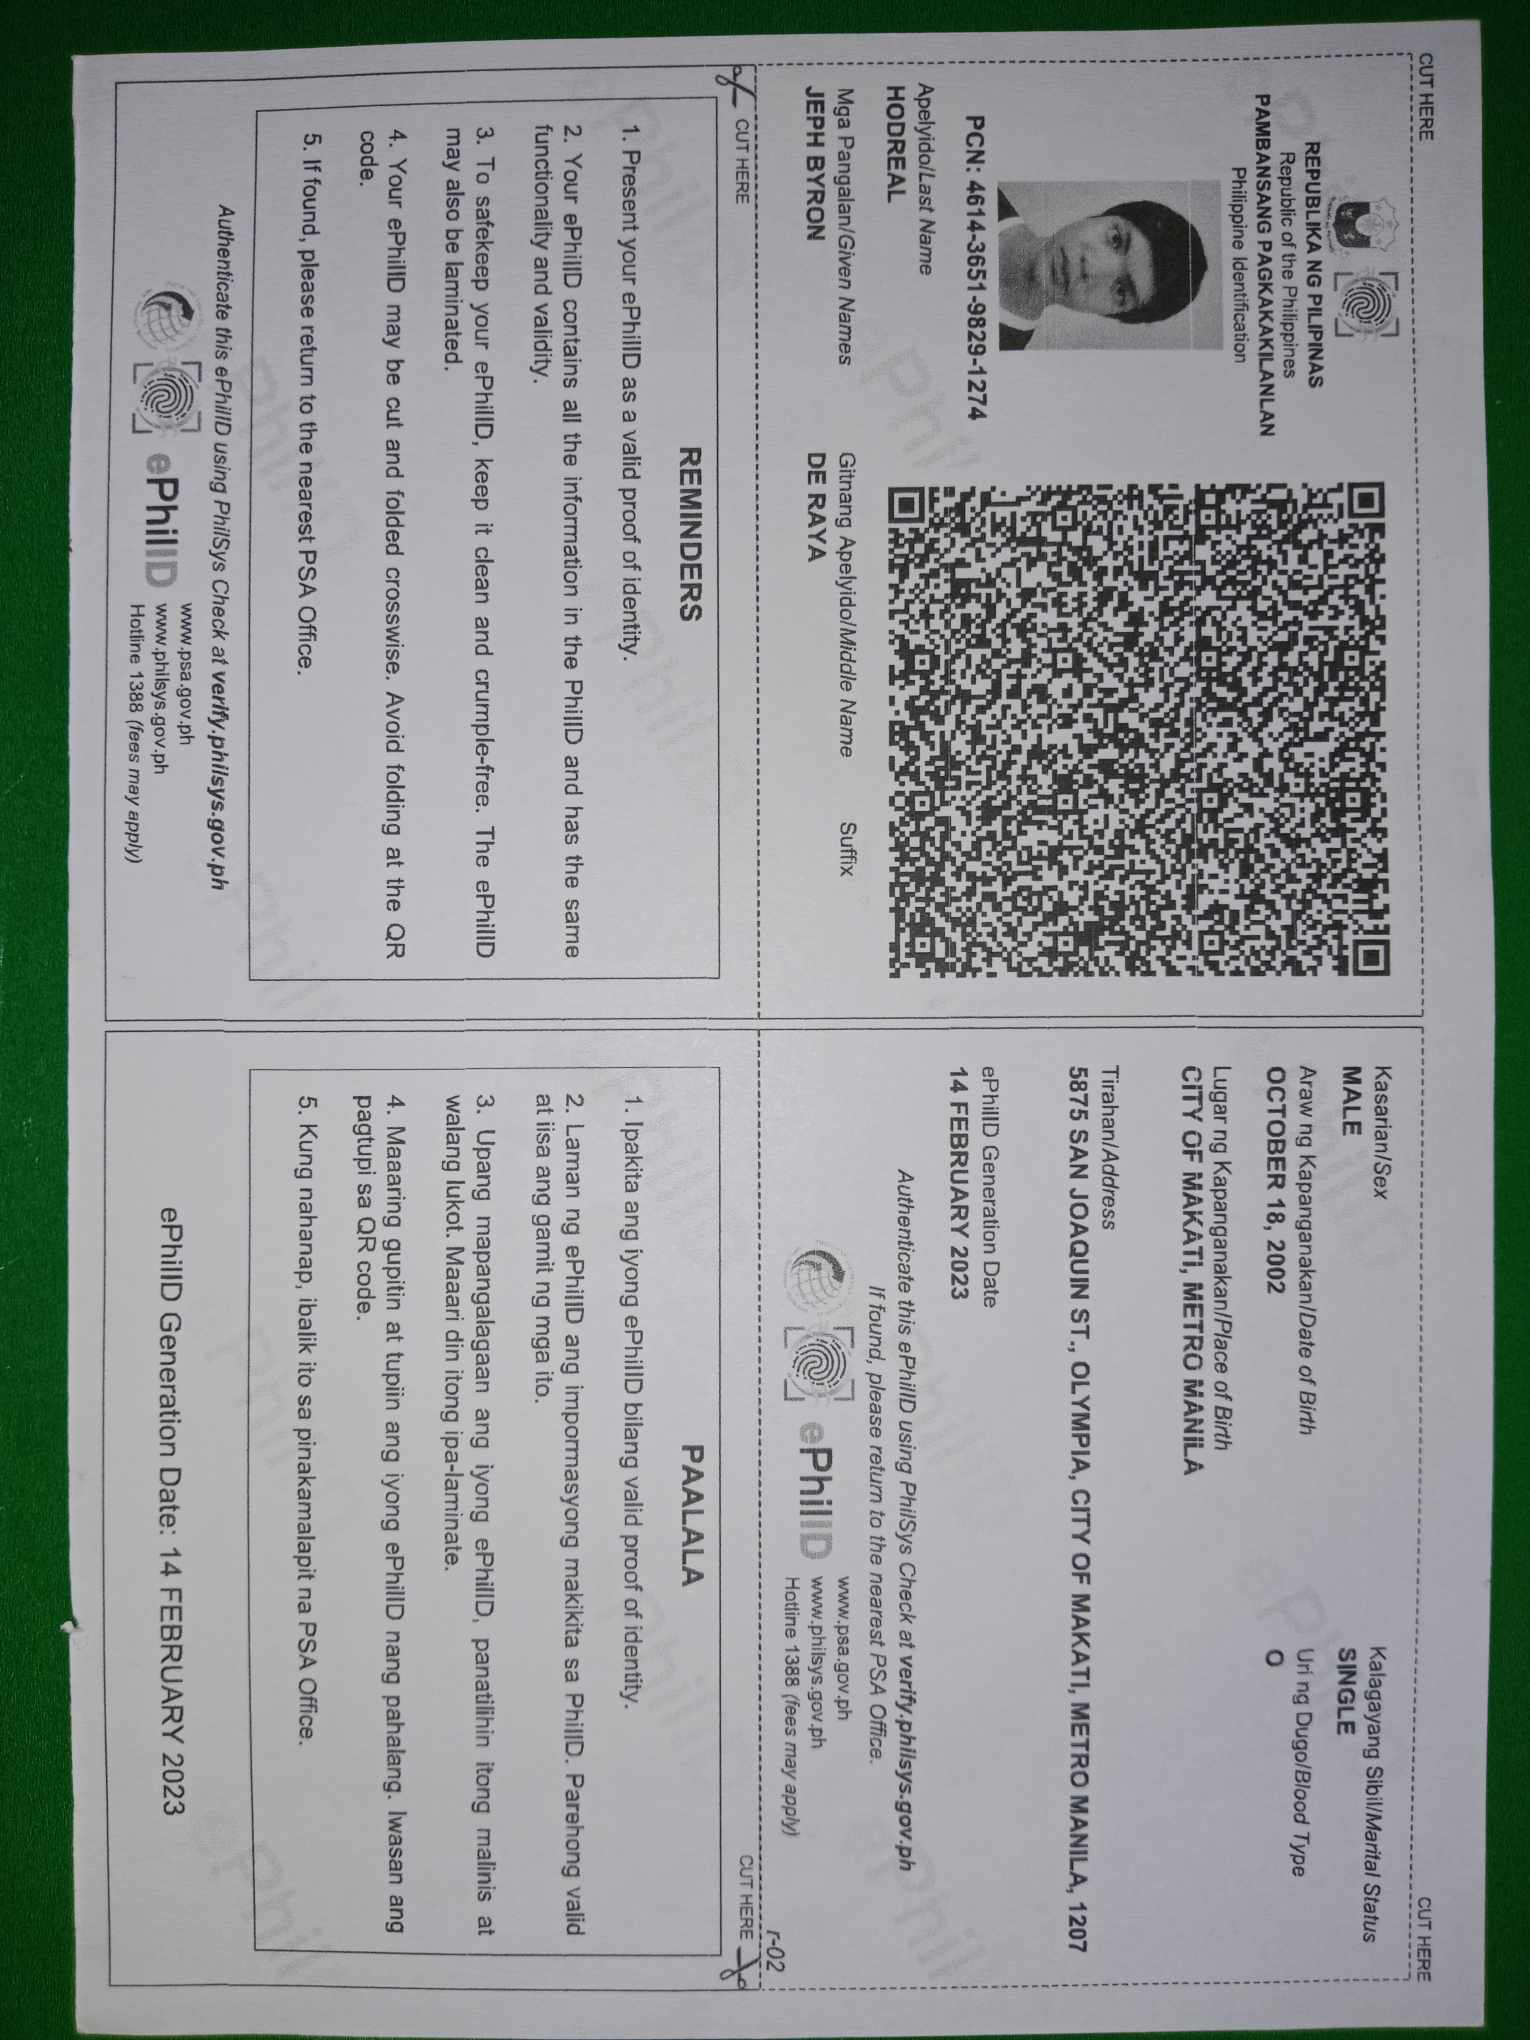 CUT HERE
REPUBLIKA NG PILIPINAS
Republic of the Philippines
PAMBANSANG PAGKAKAKILANLAN
Philippine Identification
PCN: 4614-3651-9829-1274
Apelyido/Last Name
HODREAL
Mga Pangalan/Given Names
JEPH BYRON
Gitnang Apelyido/Middle Name
DE RAYA
Suffix
CUT HERE
Kasarian/Sex
MALE
Kalagayang Sibil/Marital Status
SINGLE
Araw ng Kapanganakan/Date of Birth
OCTOBER 18, 2002
Uri ng Dugo/Blood Type
O
Lugar ng Kapanganakan/Place of Birth
CITY OF MAKATI, METRO MANILA
Tirahan/Address
5875 SAN JOAQUIN ST., OLYMPIA, CITY OF MAKATI, METRO MANILA, 1207
ePhilID Generation Date
14 FEBRUARY 2023
Authenticate this ePhilID using PhilSys Check at verify.philsys.gov.ph
If found, please return to the nearest PSA Office.
ePhilID
www.psa.gov.ph
www.philsys.gov.ph
Hotline 1388 (fees may apply)
r-02
CUT HERE
REMINDERS
1. Present your ePhilID as a valid proof of identity.
2. Your ePhilID contains all the information in the PhilID and has the same
functionality and validity.
3. To safekeep your ePhilID, keep it clean and crumple-free. The ePhilID
may also be laminated.
4. Your ePhilID may be cut and folded crosswise. Avoid folding at the QR
code.
5. If found, please return to the nearest PSA Office.
Authenticate this ePhilID using PhilSys Check at verify.philsys.gov.ph
ePhilID
www.psa.gov.ph
www.philsys.gov.ph
Hotline 1388 (fees may apply)
CUT HERE
PAALALA
1. Ipakita ang iyong ePhilID bilang valid proof of identity.
2. Laman ng ePhilID ang impormasyong makikita sa PhilID. Parehong valid
at iisa ang gamit ng mga ito.
3. Upang mapangalagaan ang iyong ePhilID, panatilihin itong malinis at
walang lukot. Maaari din itong ipa-laminate.
4. Maaaring gupitin at tupiin ang iyong ePhilID nang pahalang. Iwasan ang
pagtupi sa QR code.
5. Kung nahanap, ibalik ito sa pinakamalapit na PSA Office.
ePhilID Generation Date: 14 FEBRUARY 2023